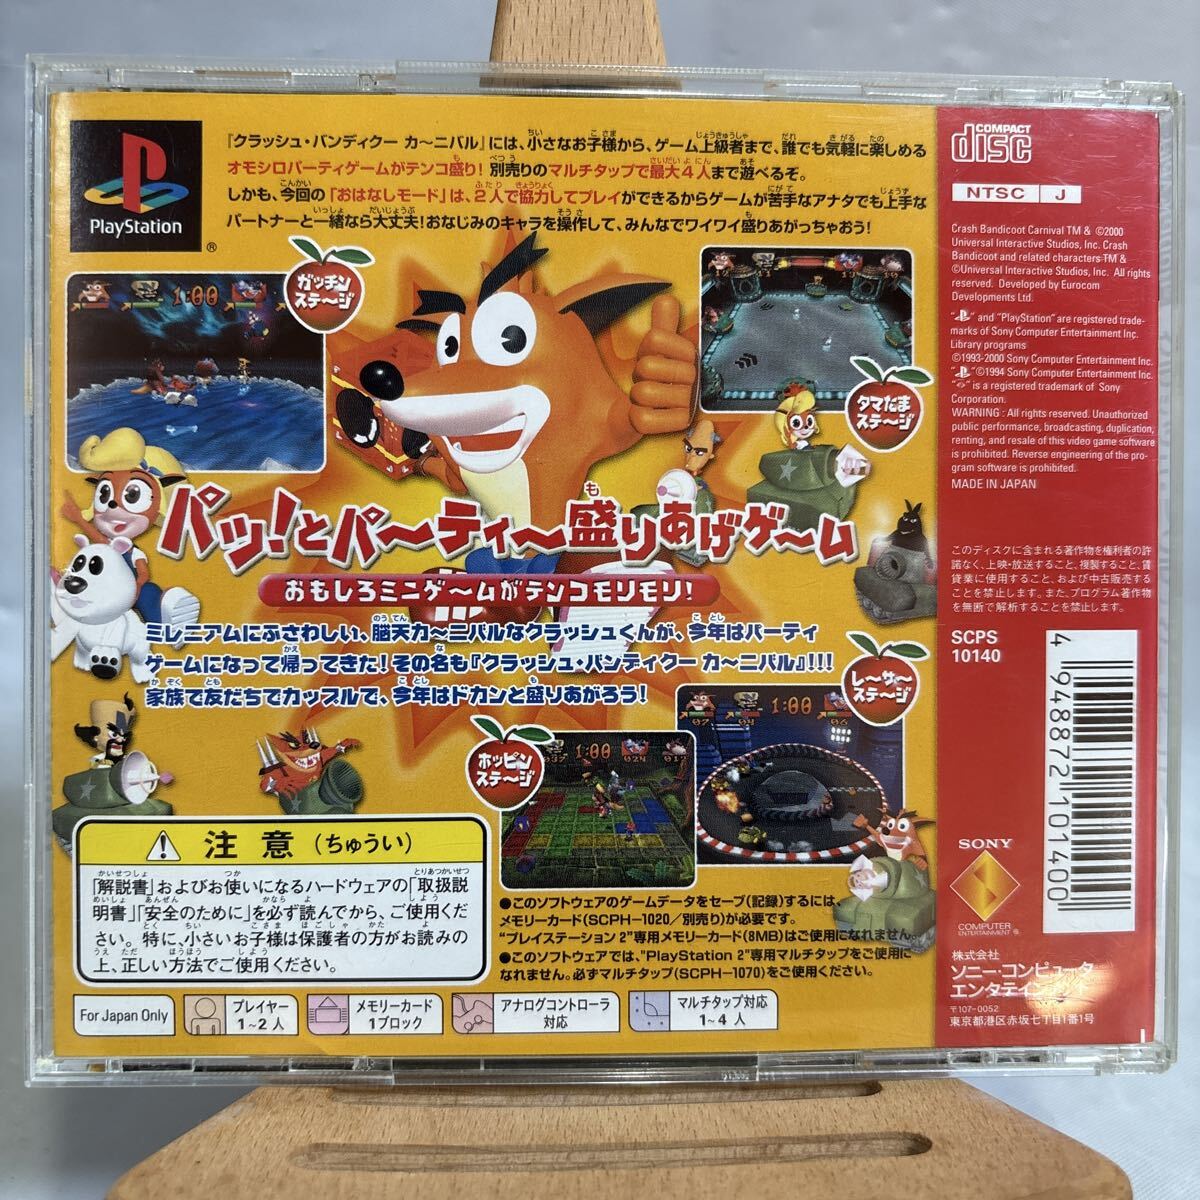 PlayStation
®
『クラッシュ・バンディクー カ〜ニバル』には、小さなお子様から、ゲーム上級者まで、誰でも気軽に楽しめる
オモシロパーティゲームがテンコ盛り! 別売りのマルチタップで最大4人まで遊べるぞ。
しかも、今回の「おはなしモード」は、2人で協力してプレイができるからゲームが苦手なアナタでも上手な
パートナーと一緒なら大丈夫!おなじみのキャラを操作して、みんなでワイワイ盛りあがっちゃおう!
ガッチン
ステ〜ジ
1:00
タマだま
ステ〜ジ
パッ!とパ〜ティ〜盛りあげゲ〜ム
おもしろミニゲ〜ムがテンコモリモリ!
ミレニアムにふさわしい、脳天カ〜ニバルなクラッシュくんが、今年はパーティ
ゲームになって帰ってきた!その名も『クラッシュ・バンディクー カ〜ニバル』!!!
家族で友だちでカップルで、今年はドカンと盛りあがろう!
レ〜サ〜
ステ〜ジ
07 04 1:00 06
ホッピン
ステ〜ジ
037 1:00 024
注意(ちゅうい)
「解説書」およびお使いになるハードウェアの「取扱説
明書」「安全のために」を必ず読んでから、ご使用くだ
さい。特に、小さいお子様は保護者の方がお読みの
上、正しい方法でご使用ください。
●このソフトウェアのゲームデータをセーブ(記録)するには、
メモリーカード(SCPH-1020/別売り)が必要です。
"プレイステーション 2"専用メモリーカード(8MB)はご使用になれません。
●このソフトウェアでは、"PlayStation 2"専用マルチタップをご使用に
なれません。必ずマルチタップ(SCPH-1070)をご使用ください。
For Japan Only
プレイヤー
1〜2人
メモリーカード
1ブロック
アナログコントローラ
対応
マルチタップ対応
1〜4人
COMPACT
disc
NTSC J
Crash Bandicoot Carnival TM & ©2000
Universal Interactive Studios, Inc. Crash
Bandicoot and related characters TM &
©Universal Interactive Studios, Inc. All rights
reserved. Developed by Eurocom
Developments Ltd.
" " and "PlayStation" are registered trade-
marks of Sony Computer Entertainment Inc.
Library programs
©1993-2000 Sony Computer Entertainment Inc.
" "©1994 Sony Computer Entertainment Inc.
" " is a registered trademark of Sony
Corporation.
WARNING : All rights reserved. Unauthorized
public performance, broadcasting, duplication,
renting, and resale of this video game software
is prohibited. Reverse engineering of the pro-
gram software is prohibited.
MADE IN JAPAN
このディスクに含まれる著作物を権利者の許
諾なく、上映・放送すること、複製すること、賃
貸業に使用すること、および中古販売する
ことを禁止します。また、プログラム著作物
を無断で解析することを禁止します。
SCPS
10140
4 948872 101400
SONY
COMPUTER
ENTERTAINMENT ®
株式会社
ソニー・コンピュータ
エンタテインメント
〒107-0052
東京都港区赤坂七丁目1番1号